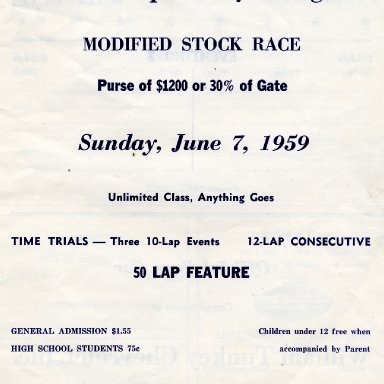 MODIFIED STOCK RACE
Purse of $1200 or 30% of Gate
Sunday, June 7, 1959
Unlimited Class, Anything Goes
TIME TRIALS — Three 10-Lap Events 12-LAP CONSECUTIVE
50 LAP FEATURE
GENERAL ADMISSION $1.55
HIGH SCHOOL STUDENTS 75c
Children under 12 free when
accompanied by Parent